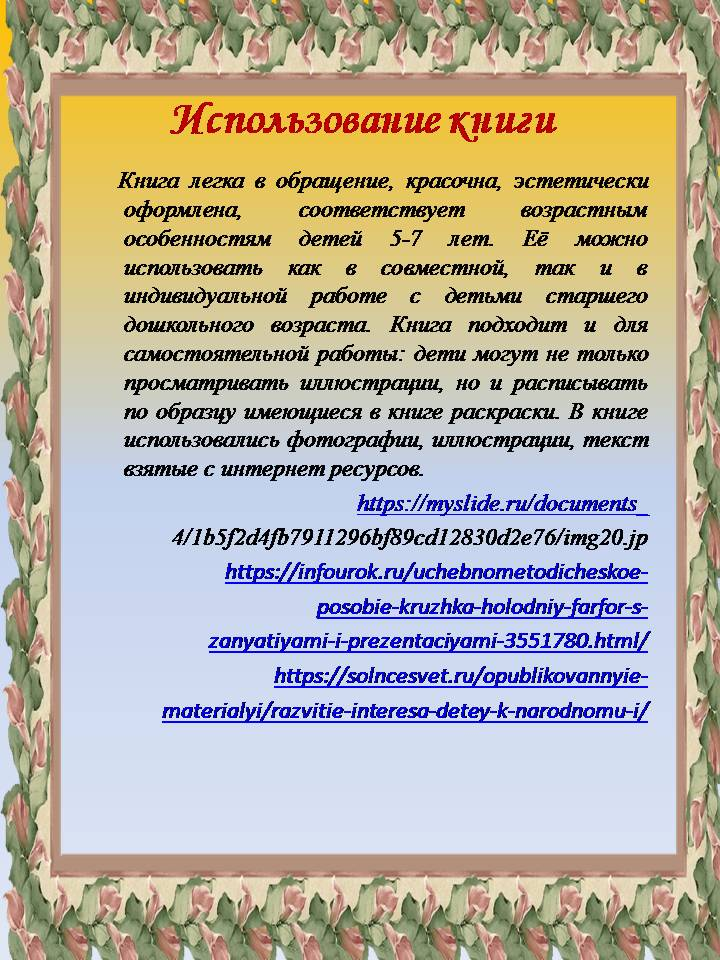 Использование книги
Книга легка в обращение, красочна, эстетически
оформлена, соответствует возрастным
особенностям детей 5-7 лет. Её можно
использовать как в совместной, так и в
индивидуальной работе с детьми старшего
дошкольного возраста. Книга подходит и для
самостоятельной работы: дети могут не только
просматривать иллюстрации, но и расписывать
по образцу имеющиеся в книге раскраски. В книге
использовались фотографии, иллюстрации, текст
взятые с интернет ресурсов.
https://myslide.ru/documents_
4/1b5f2d4fb7911296bf89cd12830d2e76/img20.jp
https://infourok.ru/uchebnometodicheskoe-
posobie-kruzhka-holodniy-farfor-s-
zanyatiyami-i-prezentaciyami-3551780.html/
https://solncesvet.ru/opublikovannyie-
materialyi/razvitie-interesa-detey-k-narodnomu-i/